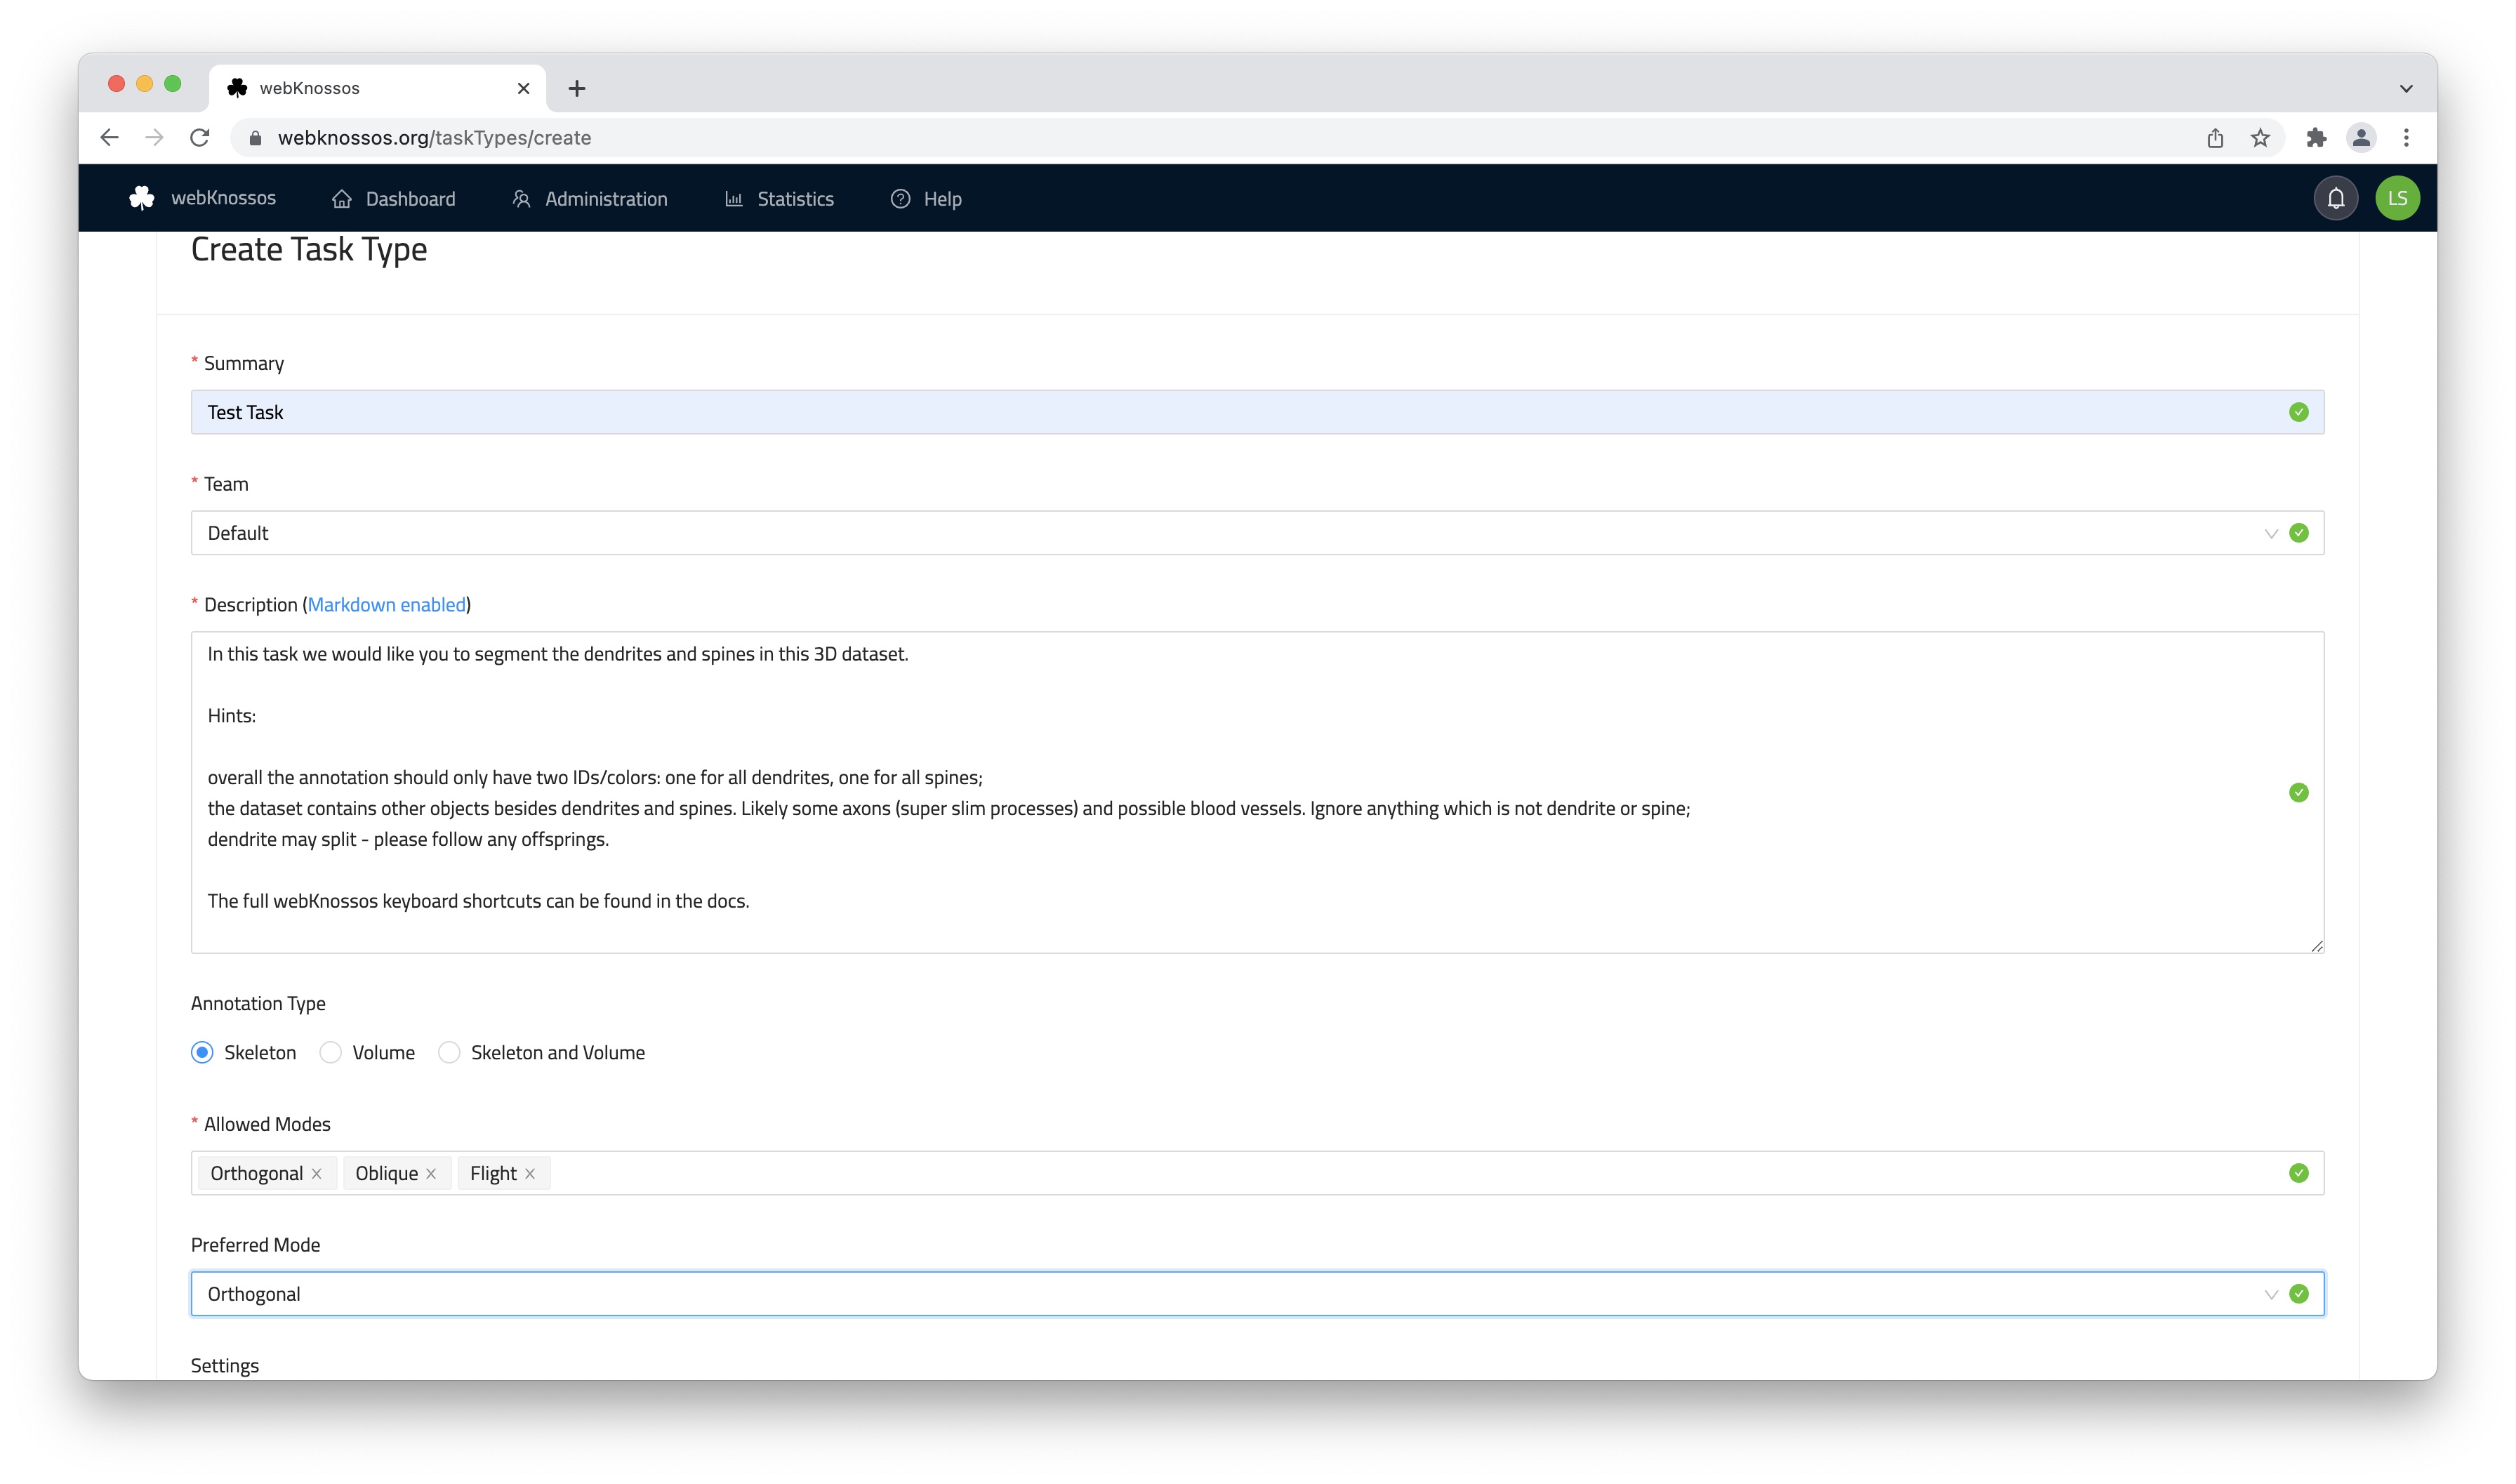 webKnossos
webknossos.org/taskTypes/create
webKnossos Dashboard Administration Statistics Help LS
Create Task Type
* Summary
Test Task
* Team
Default
* Description (Markdown enabled)
In this task we would like you to segment the dendrites and spines in this 3D dataset.
Hints:
overall the annotation should only have two IDs/colors: one for all dendrites, one for all spines;
the dataset contains other objects besides dendrites and spines. Likely some axons (super slim processes) and possible blood vessels. Ignore anything which is not dendrite or spine;
dendrite may split - please follow any offsprings.
The full webKnossos keyboard shortcuts can be found in the docs.
Annotation Type
Skeleton Volume Skeleton and Volume
* Allowed Modes
Orthogonal Oblique Flight
Preferred Mode
Orthogonal
Settings